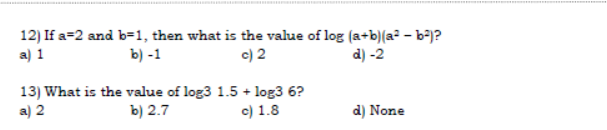 12) If a=2 and b=1, then what is the value of log (a+b)(a² – b²)?
a) 1 b) -1 c) 2 d) -2
13) What is the value of log3 1.5 + log3 6?
a) 2 b) 2.7 c) 1.8 d) None